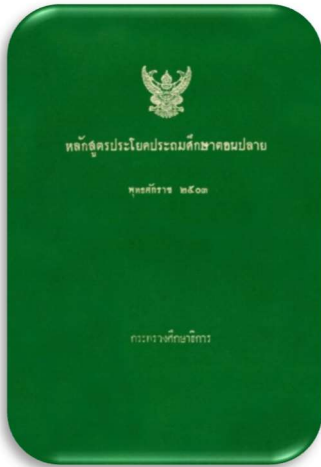 หลักสูตรประโยคประถมศึกษาตอนปลาย
พุทธศักราช ๒๕๐๓
กระทรวงศึกษาธิการ